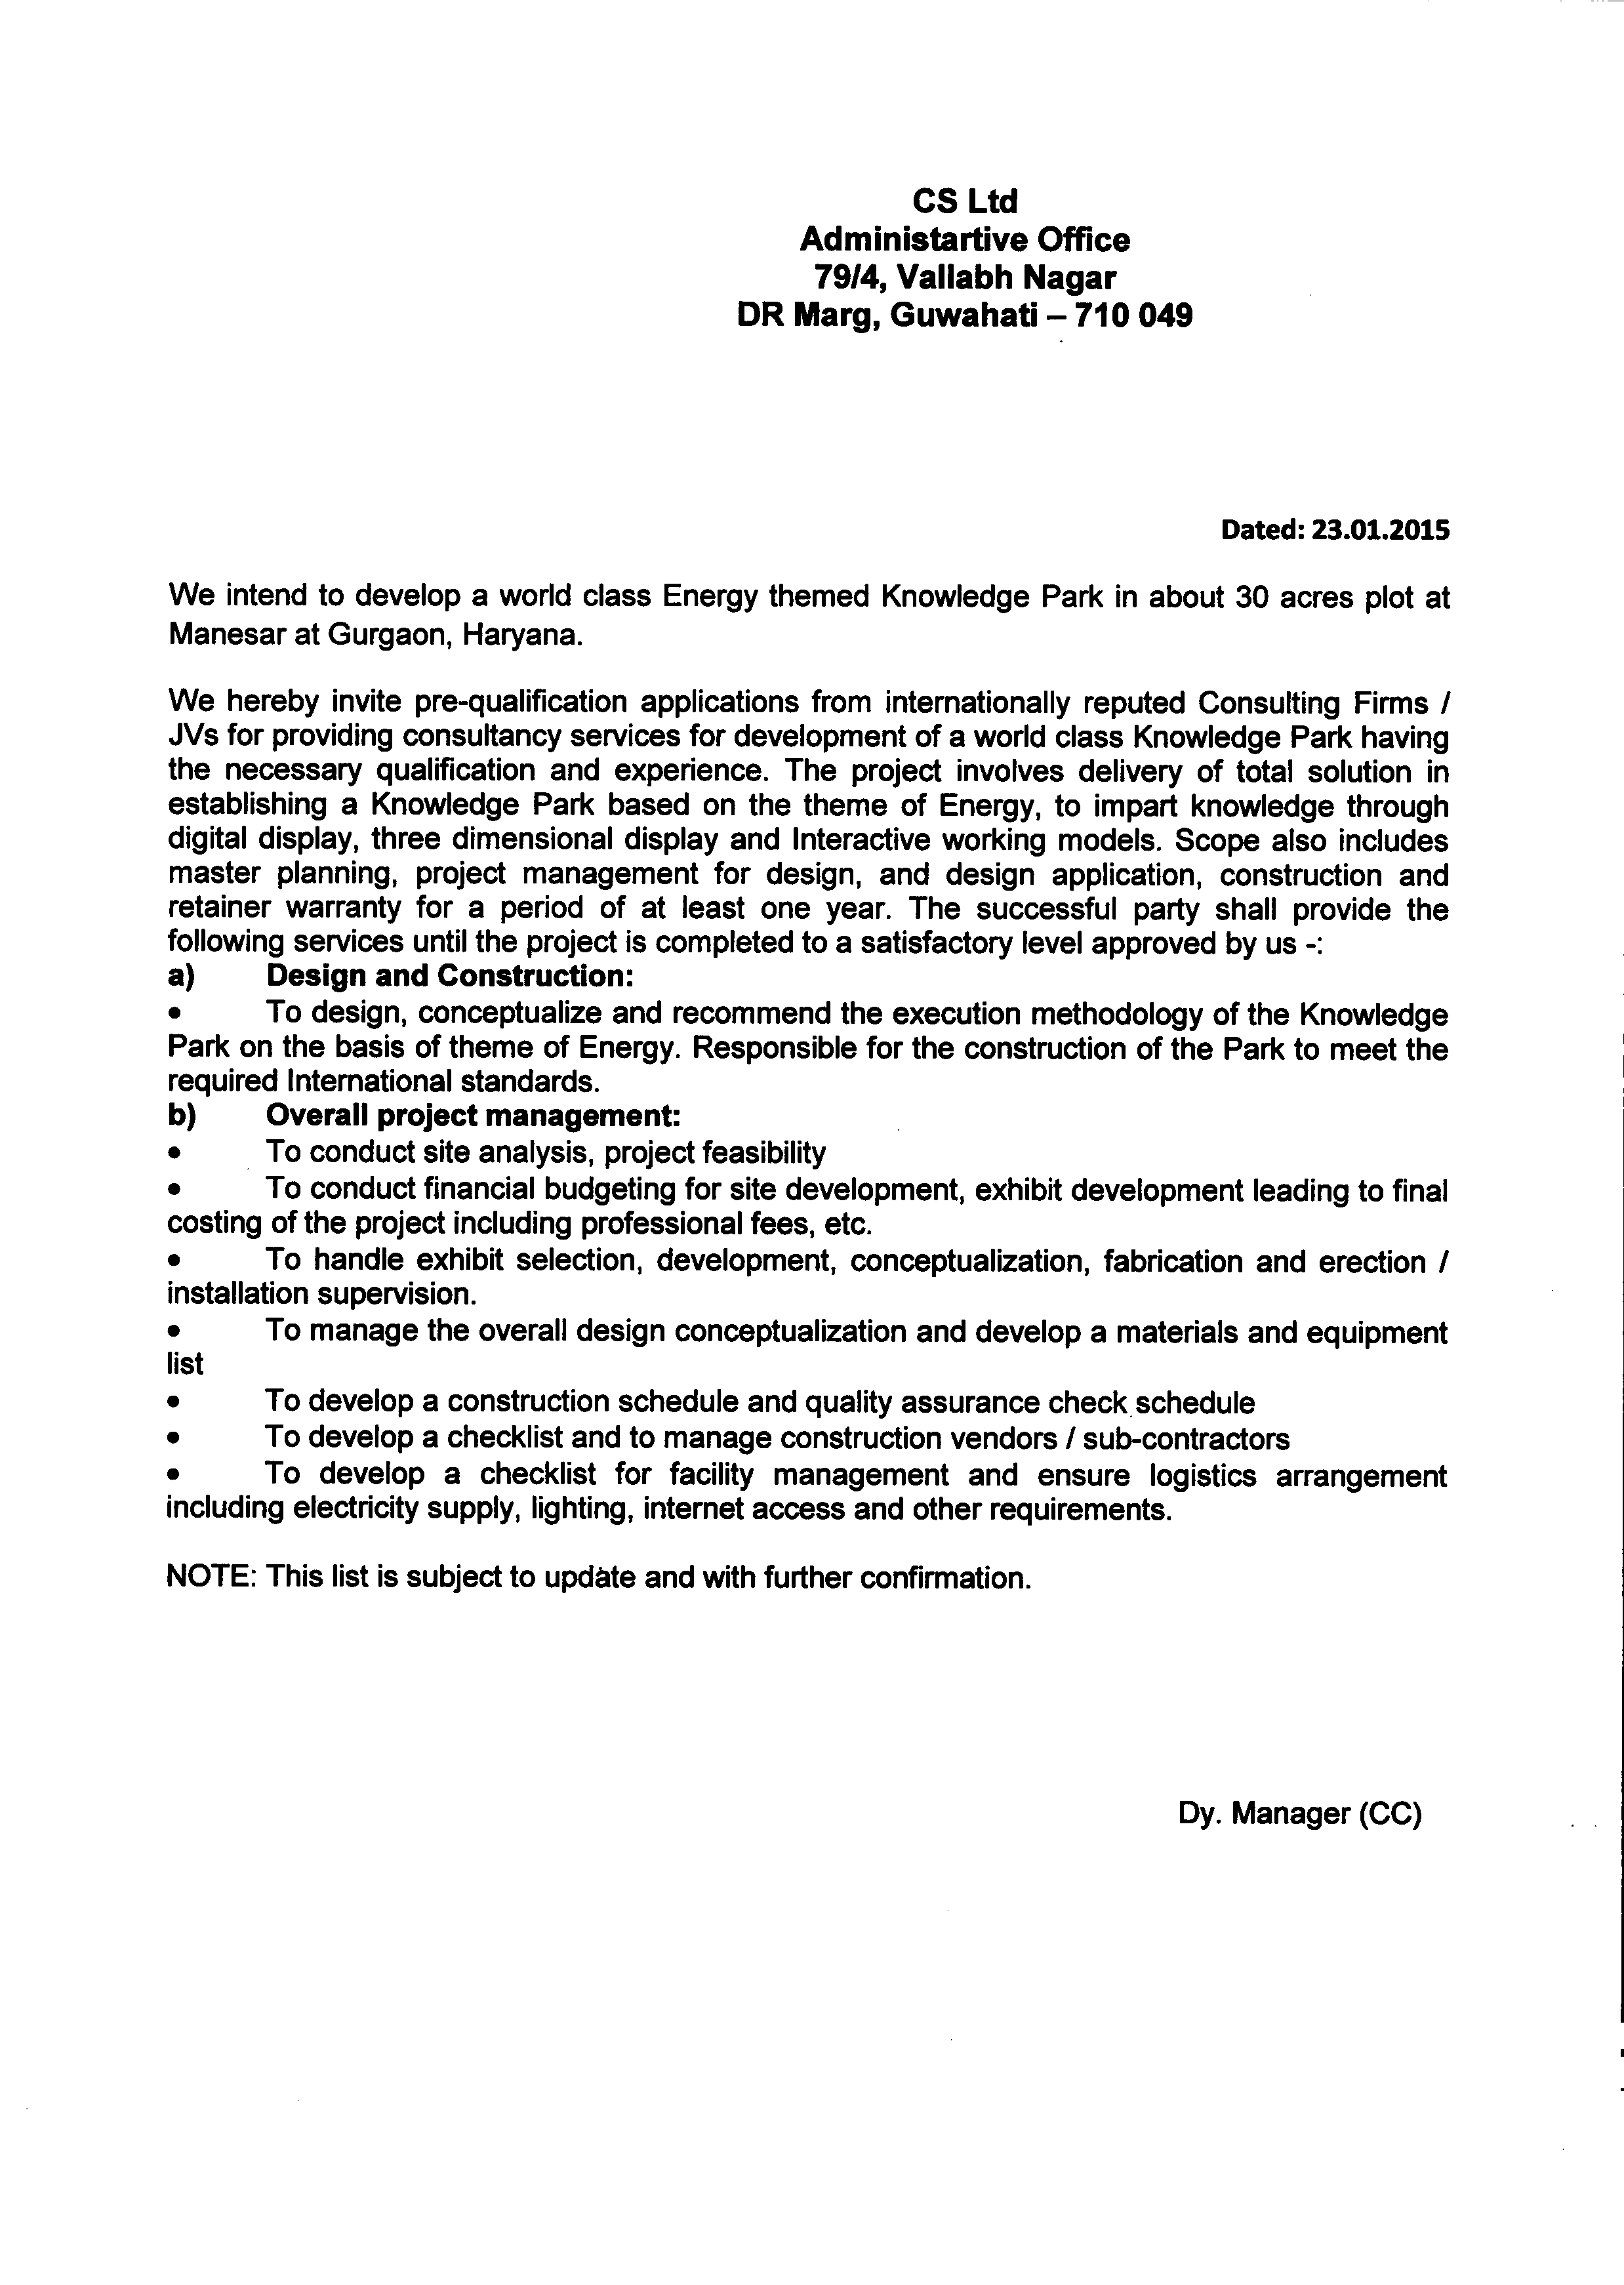 CS Ltd
Administartive Office
79/4, Vallabh Nagar
DR Marg, Guwahati – 710 049
Dated: 23.01.2015
We intend to develop a world class Energy themed Knowledge Park in about 30 acres plot at
Manesar at Gurgaon, Haryana.
We hereby invite pre-qualification applications from internationally reputed Consulting Firms /
JVs for providing consultancy services for development of a world class Knowledge Park having
the necessary qualification and experience. The project involves delivery of total solution in
establishing a Knowledge Park based on the theme of Energy, to impart knowledge through
digital display, three dimensional display and Interactive working models. Scope also includes
master planning, project management for design, and design application, construction and
retainer warranty for a period of at least one year. The successful party shall provide the
following services until the project is completed to a satisfactory level approved by us -:
a) Design and Construction:
• To design, conceptualize and recommend the execution methodology of the Knowledge
Park on the basis of theme of Energy. Responsible for the construction of the Park to meet the
required International standards.
b) Overall project management:
• To conduct site analysis, project feasibility
• To conduct financial budgeting for site development, exhibit development leading to final
costing of the project including professional fees, etc.
• To handle exhibit selection, development, conceptualization, fabrication and erection /
installation supervision.
• To manage the overall design conceptualization and develop a materials and equipment
list
• To develop a construction schedule and quality assurance check schedule
• To develop a checklist and to manage construction vendors / sub-contractors
• To develop a checklist for facility management and ensure logistics arrangement
including electricity supply, lighting, internet access and other requirements.
NOTE: This list is subject to update and with further confirmation.
Dy. Manager (CC)